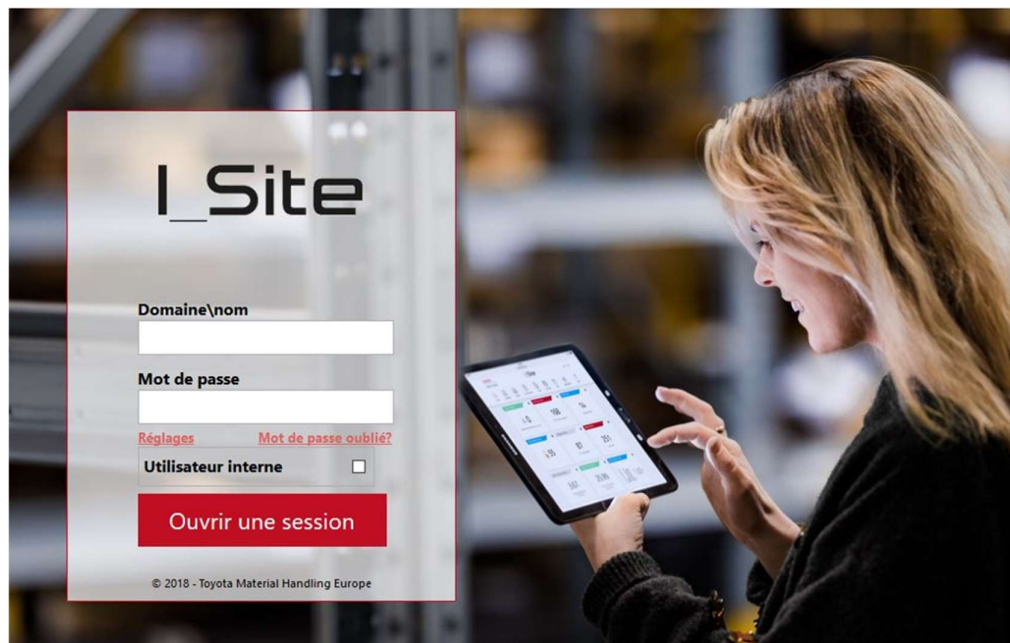 I_Site
Domaine\nom
Mot de passe
Réglages Mot de passe oublié?
Utilisateur interne
Ouvrir une session
© 2018 - Toyota Material Handling Europe